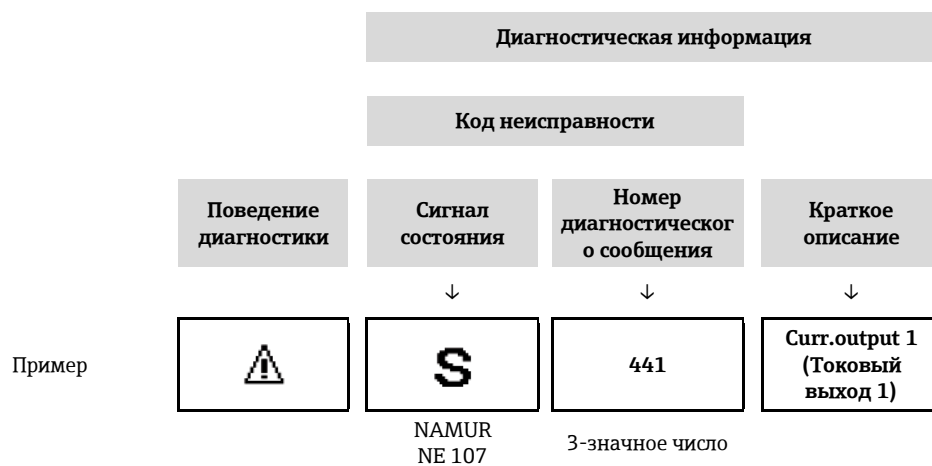 Диагностическая информация
Код неисправности
Поведение
диагностики
Сигнал
состояния
Номер
диагностическог
о сообщения
Краткое
описание
↓ ↓ ↓
Пример
S
441
Curr.output 1
(Токовый
выход 1)
NAMUR
NE 107
3-значное число